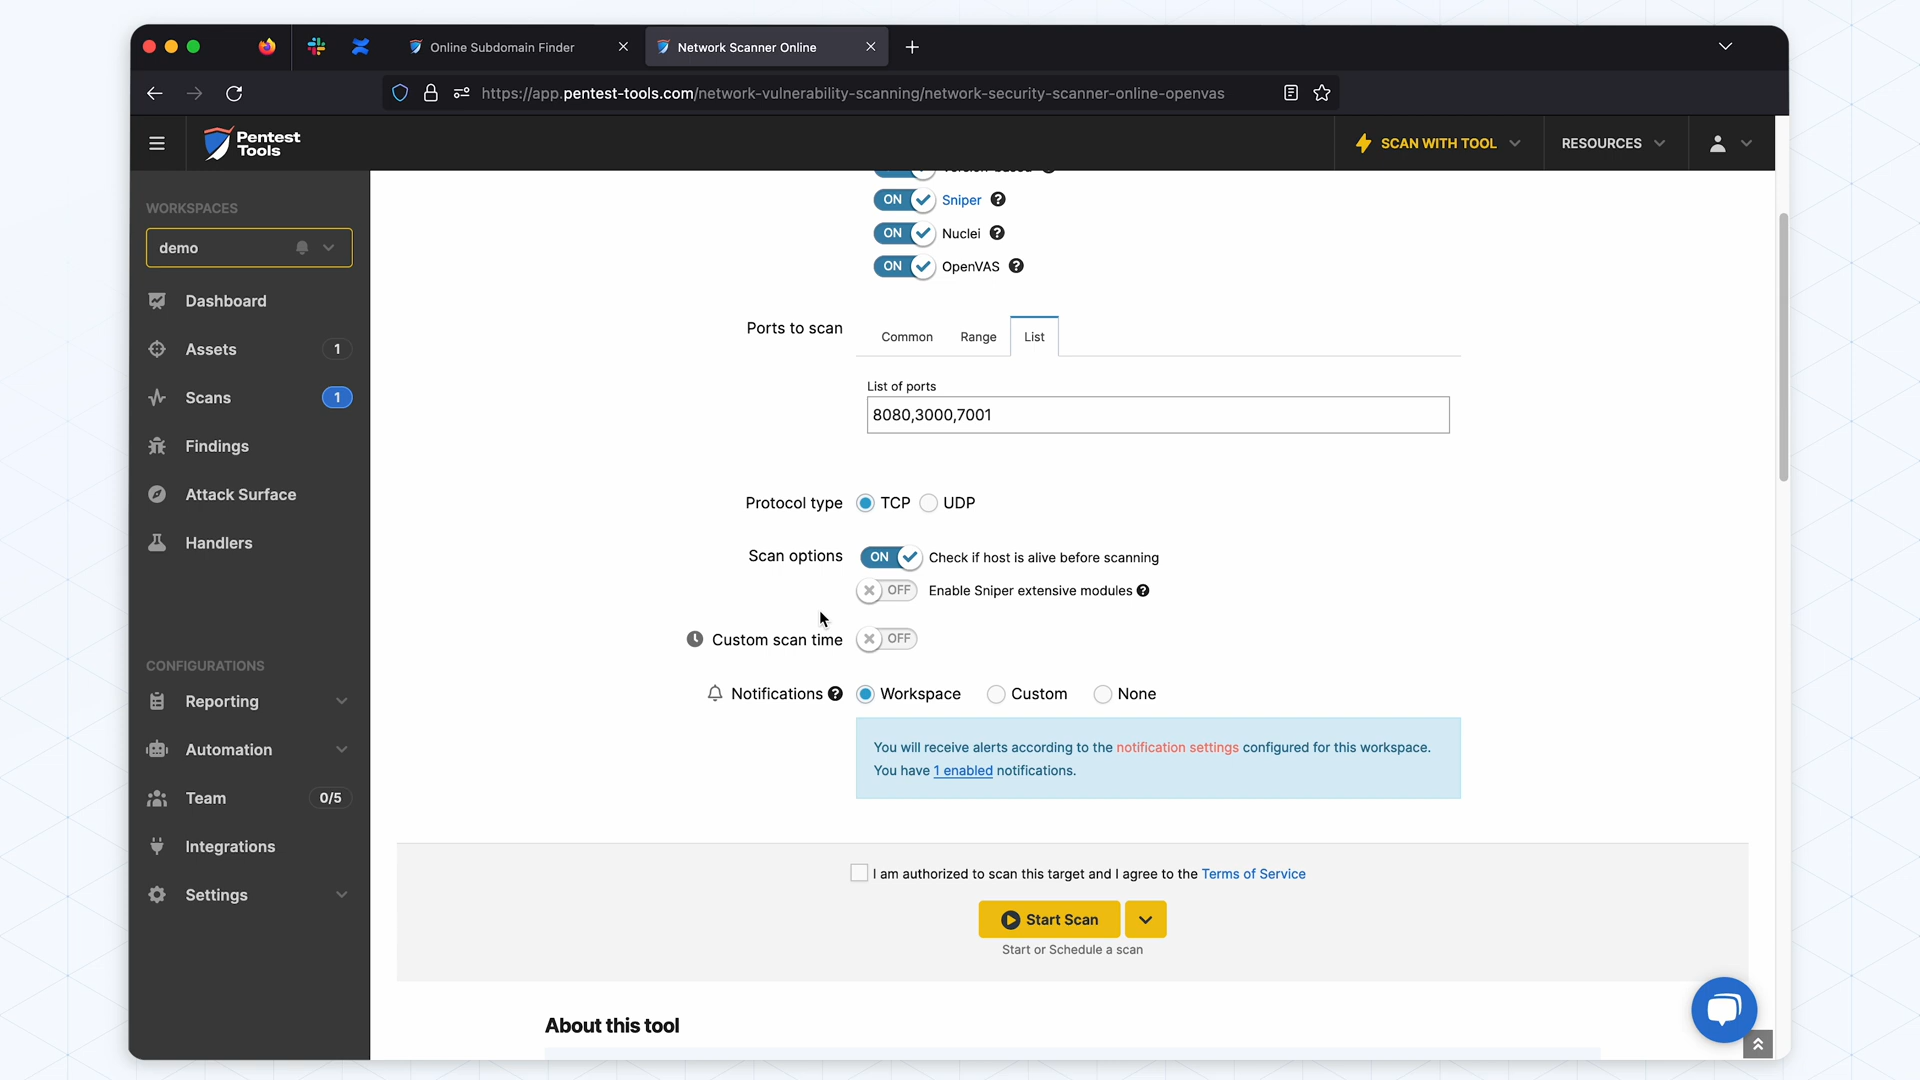 Online Subdomain Finder
Network Scanner Online
https://app.pentest-tools.com/network-vulnerability-scanning/network-security-scanner-online-openvas
Pentest
Tools
SCAN WITH TOOL
RESOURCES
WORKSPACES
demo
Dashboard
Assets 1
Scans 1
Findings
Attack Surface
Handlers
CONFIGURATIONS
Reporting
Automation
Team 0/5
Integrations
Settings
ON Sniper ?
ON Nuclei ?
ON OpenVAS ?
Ports to scan
Common Range List
List of ports
8080,3000,7001
Protocol type TCP UDP
Scan options ON Check if host is alive before scanning
OFF Enable Sniper extensive modules ?
Custom scan time OFF
Notifications ? Workspace Custom None
You will receive alerts according to the notification settings configured for this workspace.
You have 1 enabled notifications.
I am authorized to scan this target and I agree to the Terms of Service
Start Scan
Start or Schedule a scan
About this tool